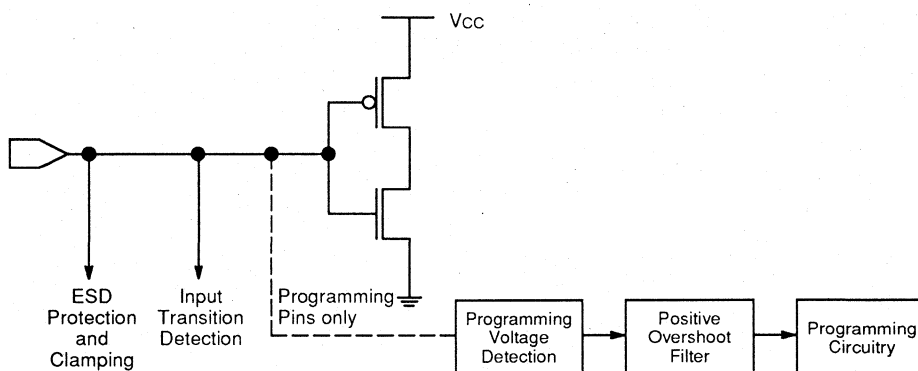 VCC
ESD
Protection
and
Clamping
Input
Transition
Detection
Programming
Pins only
Programming
Voltage
Detection
Positive
Overshoot
Filter
Programming
Circuitry